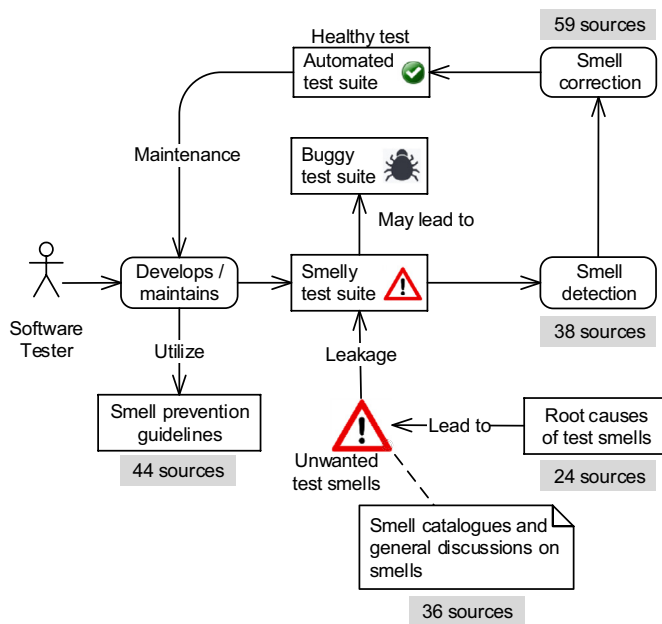 59 sources
Healthy test
Automated
test suite
Smell
correction
Maintenance
Buggy
test suite
May lead to
Software
Tester
Develops /
maintains
Smelly
test suite
Smell
detection
38 sources
Utilize
Leakage
Smell prevention
guidelines
44 sources
Lead to
Root causes
of test smells
24 sources
Unwanted
test smells
Smell catalogues and
general discussions on
smells
36 sources